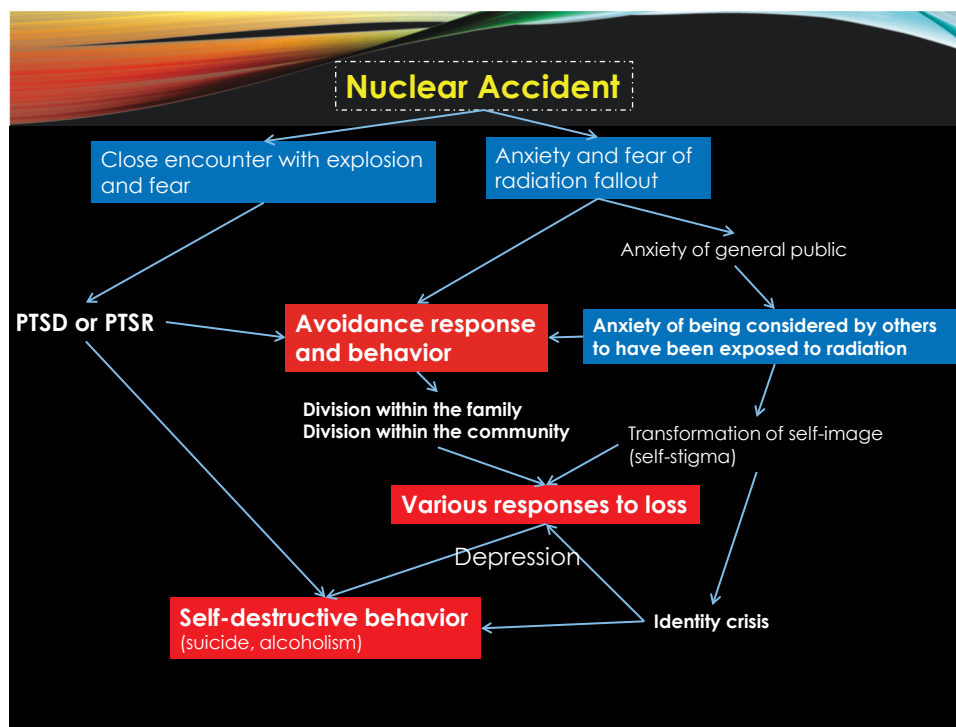 Nuclear Accident
Close encounter with explosion
and fear
Anxiety and fear of
radiation fallout
Anxiety of general public
PTSD or PTSR
Avoidance response
and behavior
Anxiety of being considered by others
to have been exposed to radiation
Division within the family
Division within the community
Transformation of self-image
(self-stigma)
Various responses to loss
Depression
Self-destructive behavior
(suicide, alcoholism)
Identity crisis